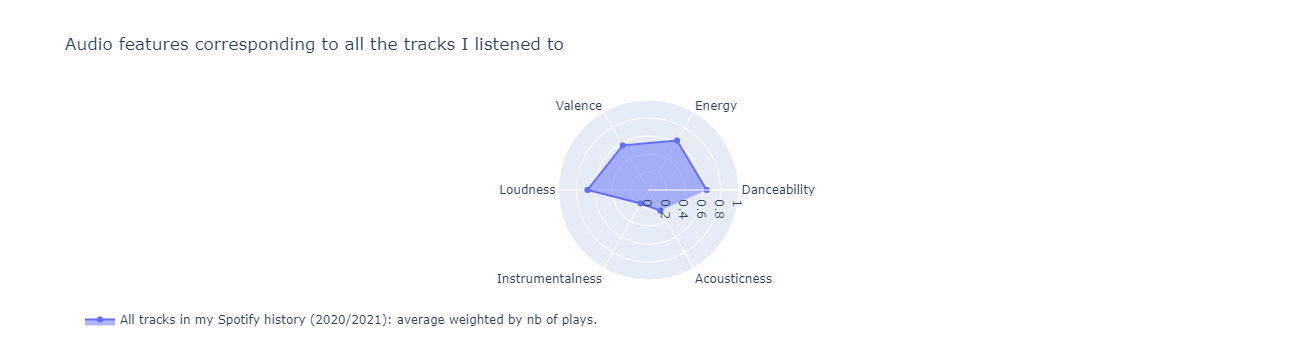 Audio features corresponding to all the tracks I listened to
Valence
Energy
Loudness
Danceability
0
0.2
0.4
0.6
0.8
1
Instrumentalness
Acousticness
All tracks in my Spotify history (2020/2021): average weighted by nb of plays.